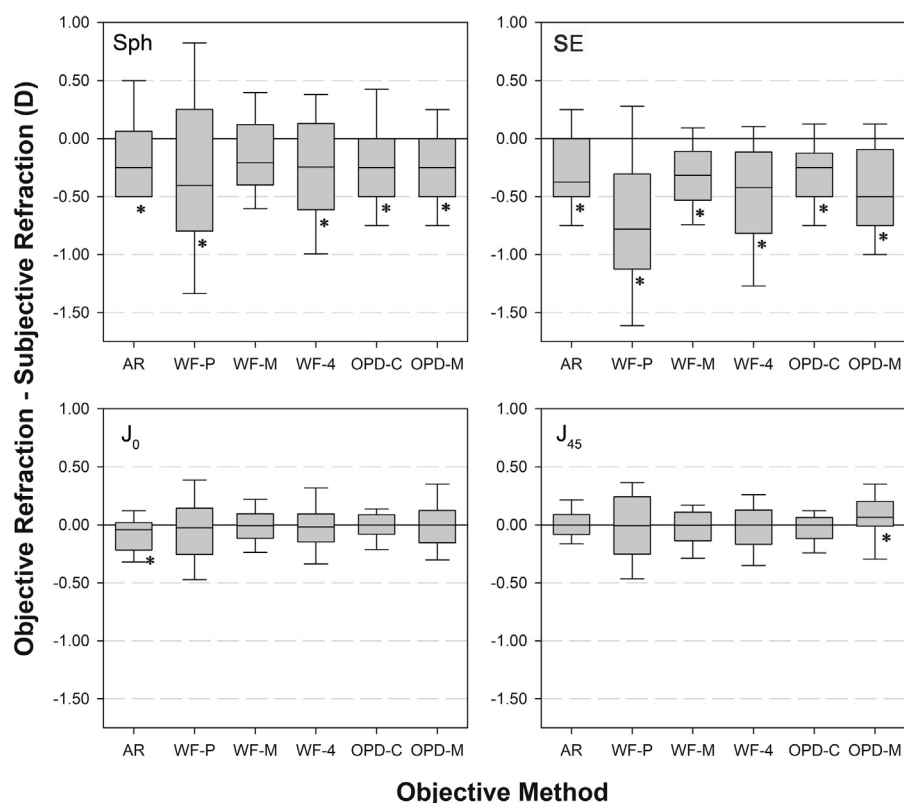 Objective Refraction - Subjective Refraction (D)
Sph
1.00
0.50
0.00
-0.50
-1.00
-1.50
* * * * *
AR WF-P WF-M WF-4 OPD-C OPD-M
SE
1.00
0.50
0.00
-0.50
-1.00
-1.50
* * * * * *
AR WF-P WF-M WF-4 OPD-C OPD-M
J0
1.00
0.50
0.00
-0.50
-1.00
-1.50
*
AR WF-P WF-M WF-4 OPD-C OPD-M
J45
1.00
0.50
0.00
-0.50
-1.00
-1.50
*
AR WF-P WF-M WF-4 OPD-C OPD-M
Objective Method